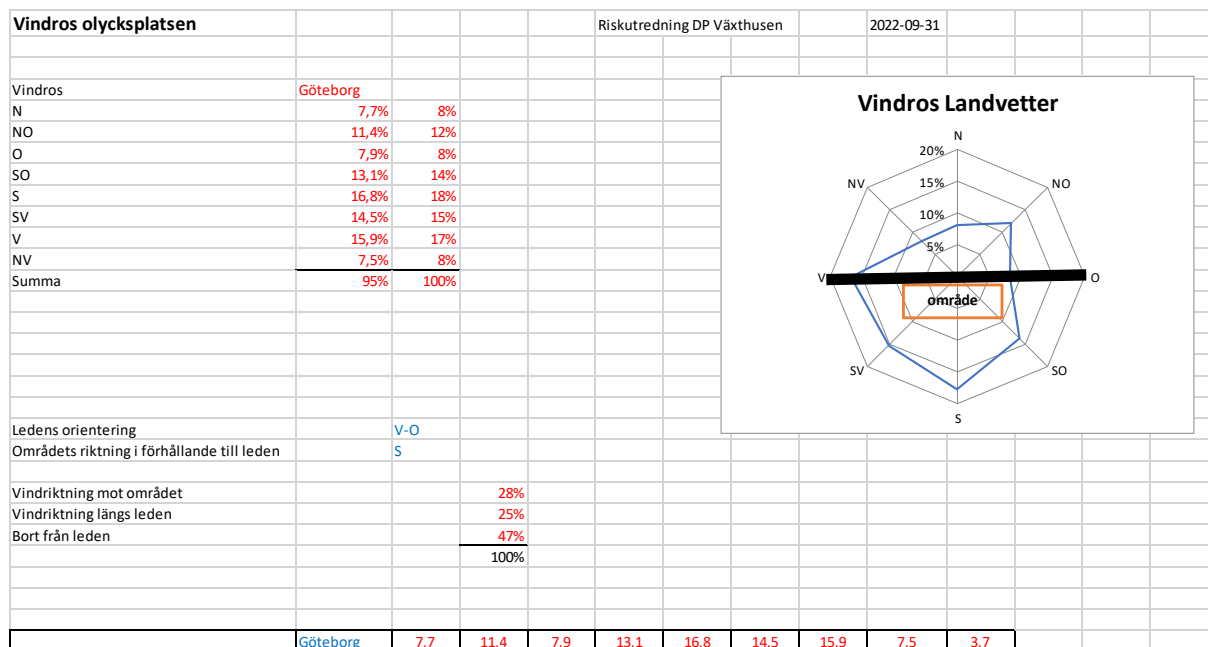 Vindros olycksplatsen Riskutredning DP Växthusen 2022-09-31
Vindros Göteborg
N 7,7% 8%
NO 11,4% 12%
O 7,9% 8%
SO 13,1% 14%
S 16,8% 18%
SV 14,5% 15%
V 15,9% 17%
NV 7,5% 8%
Summa 95% 100%
Vindros Landvetter
N
20%
NV 15% NO
10%
5%
V O
område
SV SO
S
Ledens orientering V-O
Områdets riktning i förhållande till leden S
Vindriktning mot området 28%
Vindriktning längs leden 25%
Bort från leden 47%
100%
Göteborg 7.7 11.4 7.9 13.1 16.8 14.5 15.9 7.5 3.7